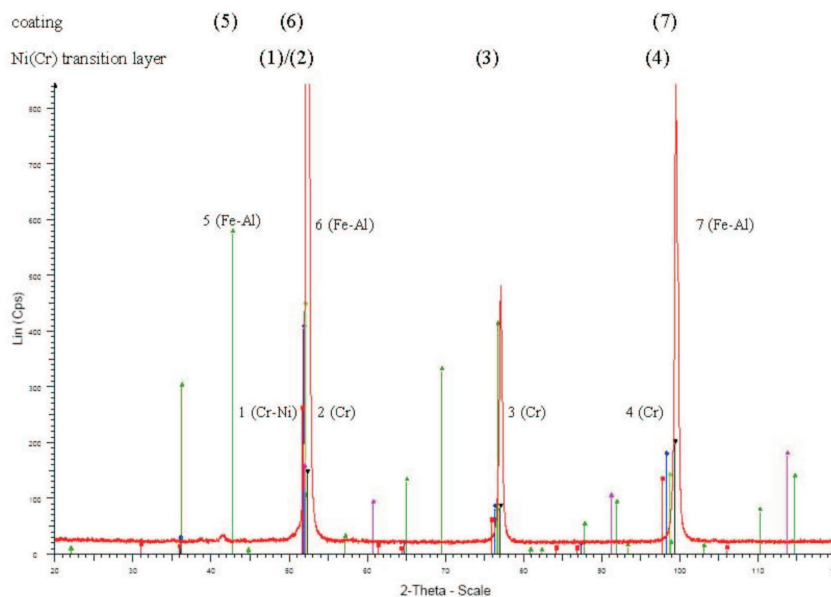 coating (5) (6) (7)
Ni(Cr) transition layer (1)/(2) (3) (4)
800
700
600
500
400
300
200
100
0
Lin (Cps)
5 (Fe-Al) 6 (Fe-Al) 7 (Fe-Al)
1 (Cr-Ni) 2 (Cr) 3 (Cr) 4 (Cr)
20 30 40 50 60 70 80 90 100 110
2-Theta - Scale